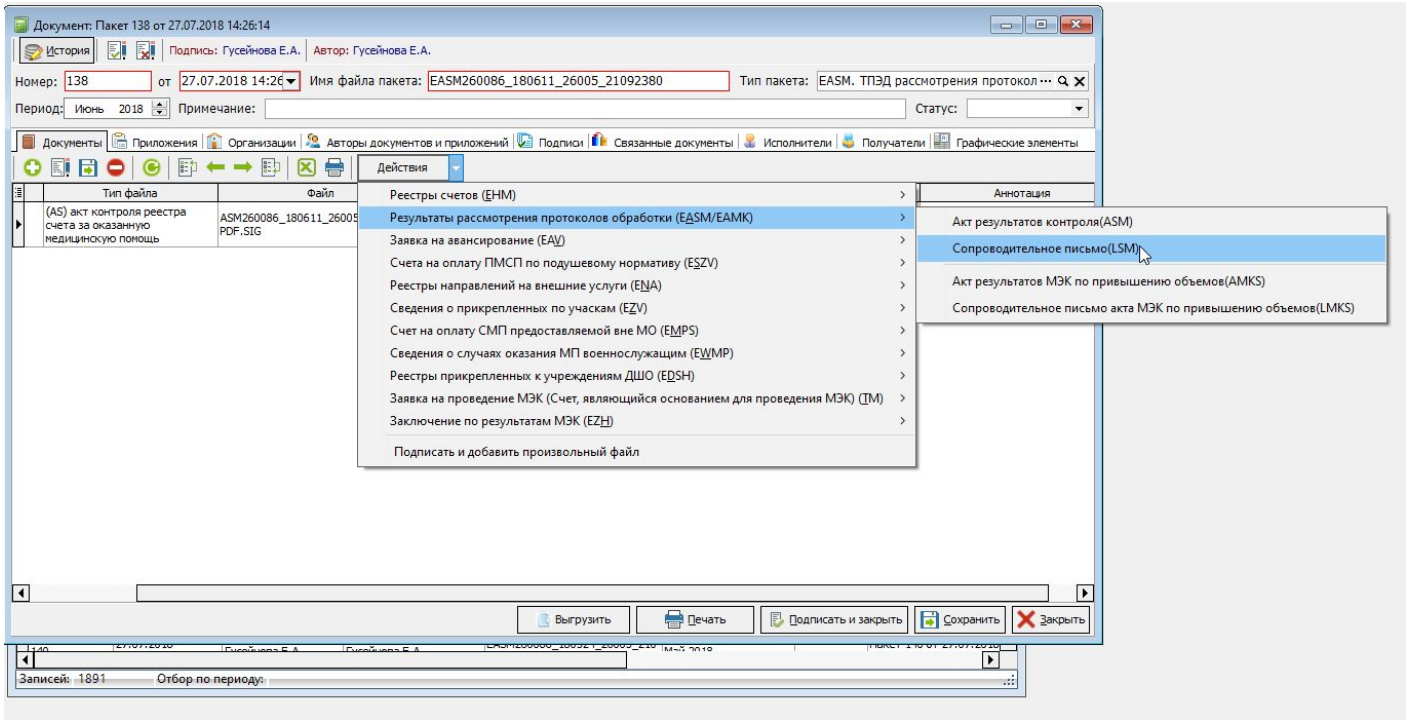 Документ: Пакет 138 от 27.07.2018 14:26:14
История Подпись: Гусейнова Е.А. Автор: Гусейнова Е.А.
Номер: 138 от 27.07.2018 14:26 Имя файла пакета: EASM260086_180611_26005_21092380 Тип пакета: EASM. ТПЭД рассмотрения протокол ...
Период: Июнь 2018 Примечание: Статус:
Документы Приложения Организации Авторы документов и приложений Подписи Связанные документы Исполнители Получатели Графические элементы
Действия
Тип файла Файл Аннотация
(AS) акт контроля реестра
счета за оказанную
медицинскую помощь
ASM260086_180611_26005
PDF.SIG
Реестры счетов (EHM)
Результаты рассмотрения протоколов обработки (EASM/EAMK)
Заявка на авансирование (EAV)
Счета на оплату ПМСП по подушевому нормативу (ESZV)
Реестры направлений на внешние услуги (ENA)
Сведения о прикрепленных по учаскам (EZV)
Счет на оплату СМП предоставляемой вне МО (EMPS)
Сведения о случаях оказания МП военнослужащим (EWMP)
Реестры прикрепленных к учреждениям ДШО (EDSH)
Заявка на проведение МЭК (Счет, являющийся основанием для проведения МЭК) (TM)
Заключение по результатам МЭК (EZH)
Подписать и добавить произвольный файл
Акт результатов контроля(ASM)
Сопроводительное письмо(LSM)
Акт результатов МЭК по привышению объемов(AMKS)
Сопроводительное письмо акта МЭК по привышению объемов(LMKS)
Выгрузить Печать Подписать и закрыть Сохранить Закрыть
Май 2018
Записей: 1891 Отбор по периоду: